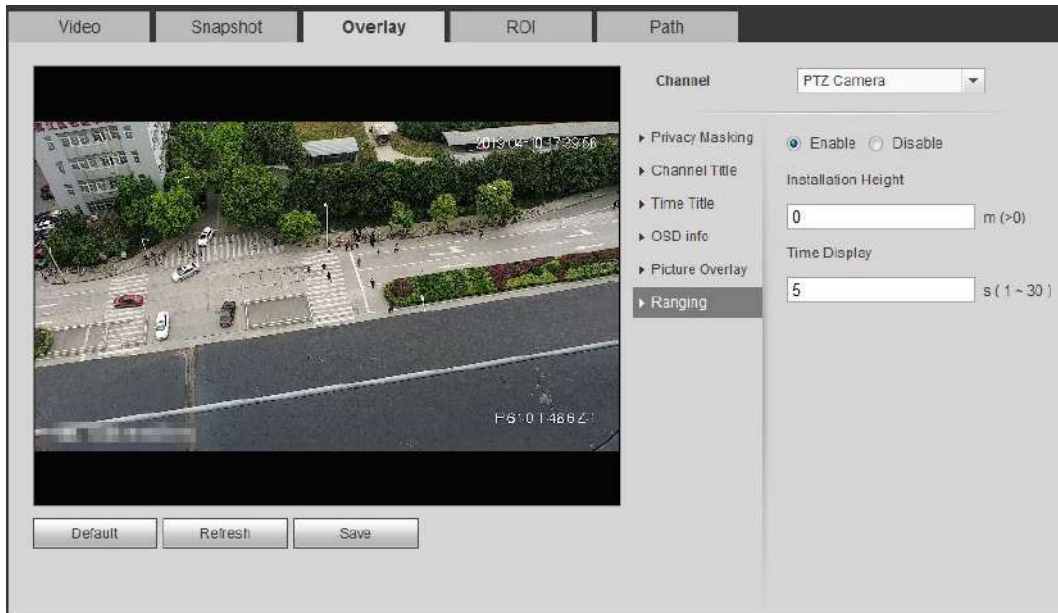 Video
Snapshot
Overlay
ROI
Path
Channel
PTZ Camera
Privacy Masking
Channel Title
Time Title
OSD info
Picture Overlay
Ranging
Enable
Disable
Installation Height
0 m (>0)
Time Display
5 s ( 1 ~ 30 )
Default
Refresh
Save